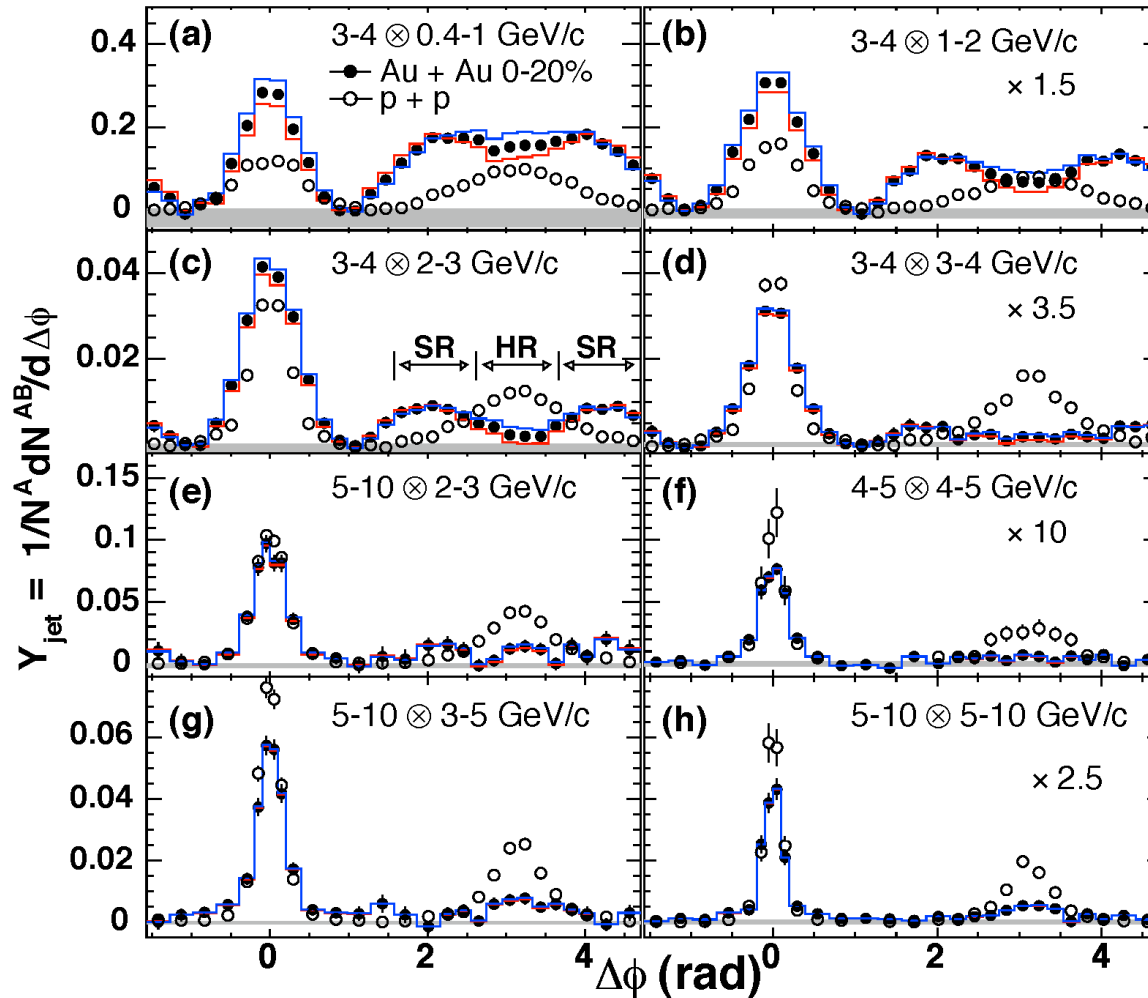 (a) 3-4 ⊗ 0.4-1 GeV/c
Au + Au 0-20%
p + p
(b) 3-4 ⊗ 1-2 GeV/c
× 1.5
0.4
0.2
0
(c) 3-4 ⊗ 2-3 GeV/c
SR HR SR
(d) 3-4 ⊗ 3-4 GeV/c
× 3.5
0.04
0.02
0
(e) 5-10 ⊗ 2-3 GeV/c
(f) 4-5 ⊗ 4-5 GeV/c
× 10
0.15
0.1
0.05
0
(g) 5-10 ⊗ 3-5 GeV/c
(h) 5-10 ⊗ 5-10 GeV/c
× 2.5
0.06
0.04
0.02
0
0 2 4 0 2 4
Δϕ (rad)
Y_jet = 1/N^A dN^AB/d Δϕ